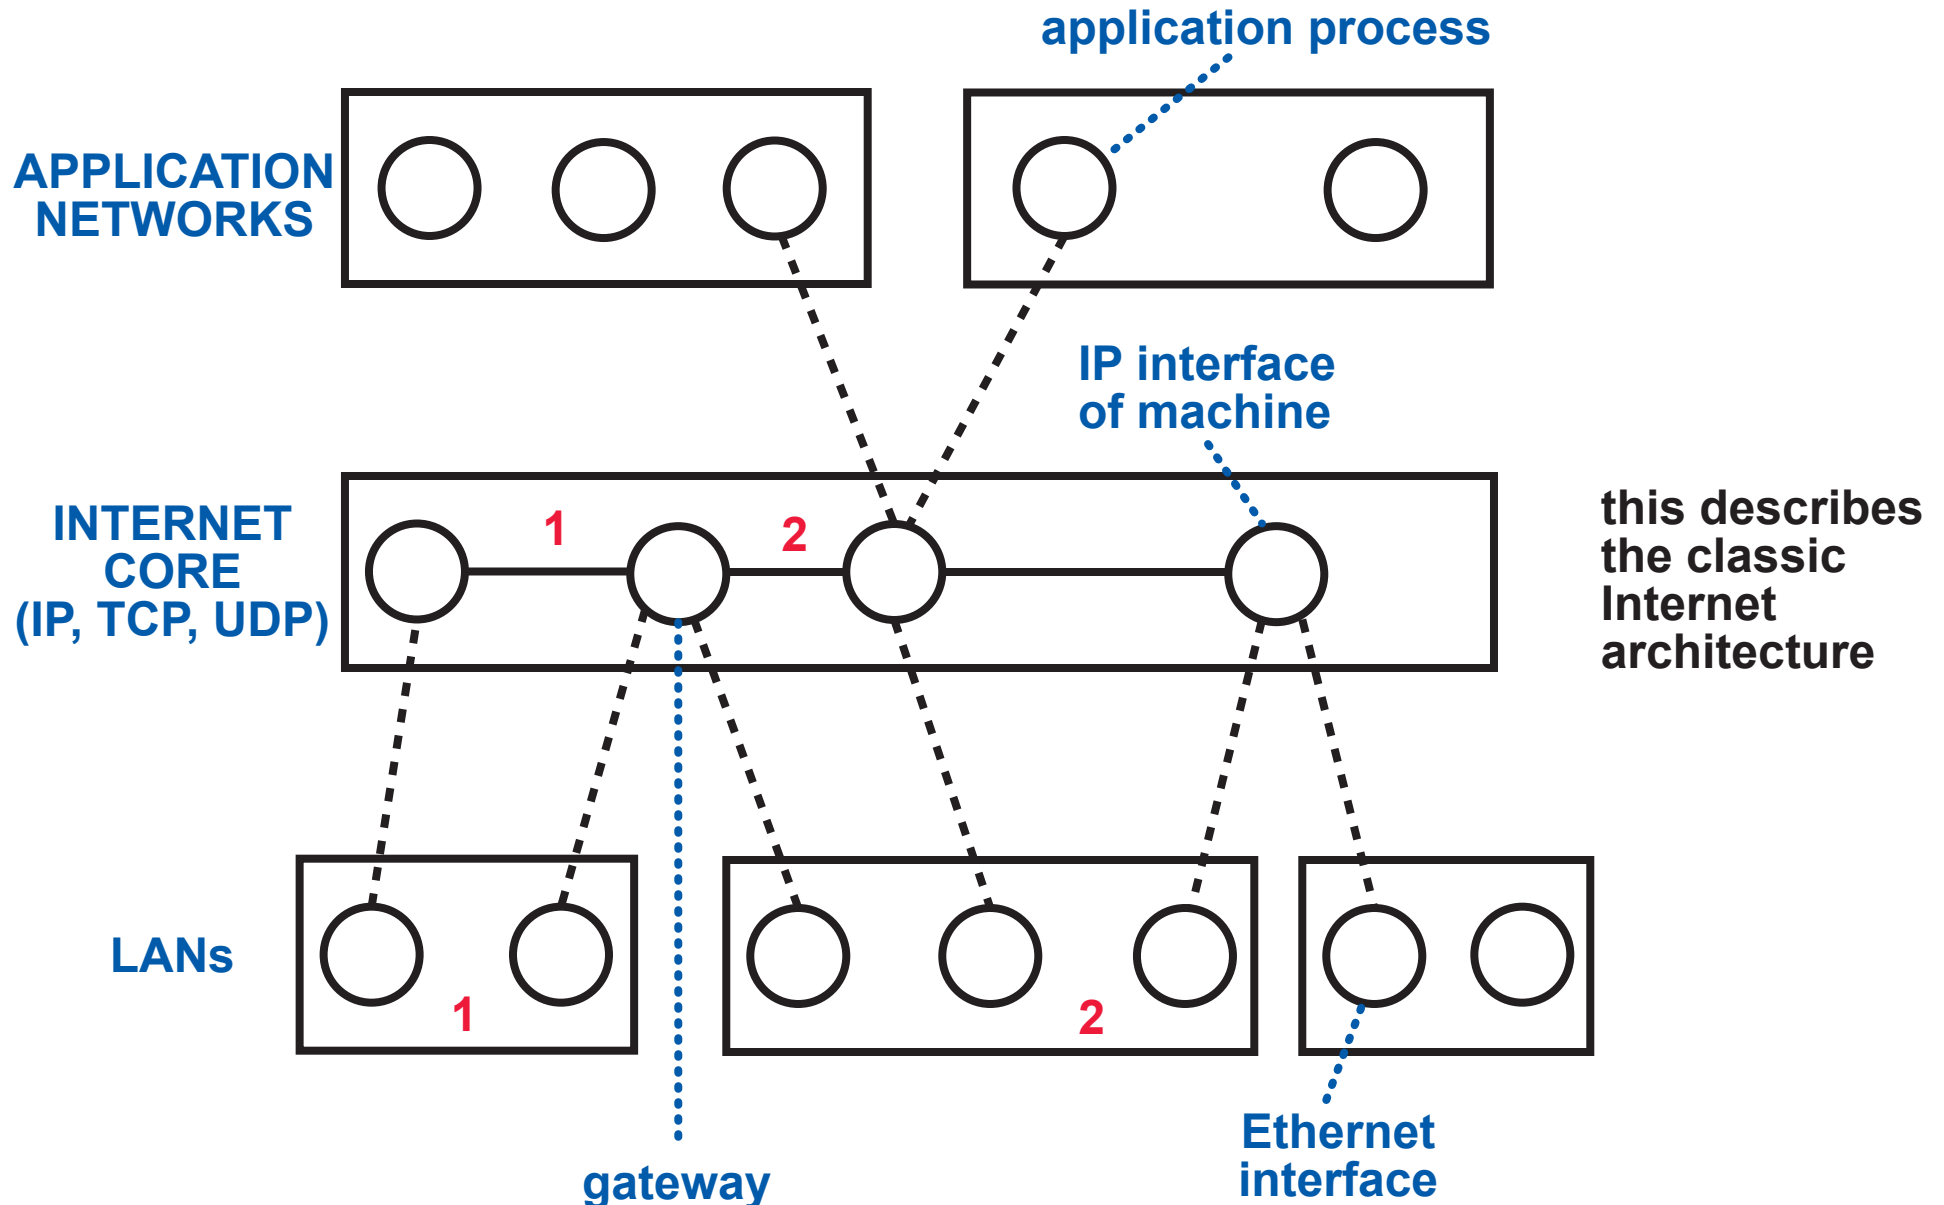 application process
APPLICATION
NETWORKS
IP interface
of machine
INTERNET
CORE
(IP, TCP, UDP)
1
2
this describes
the classic
Internet
architecture
LANs
1
2
Ethernet
interface
gateway